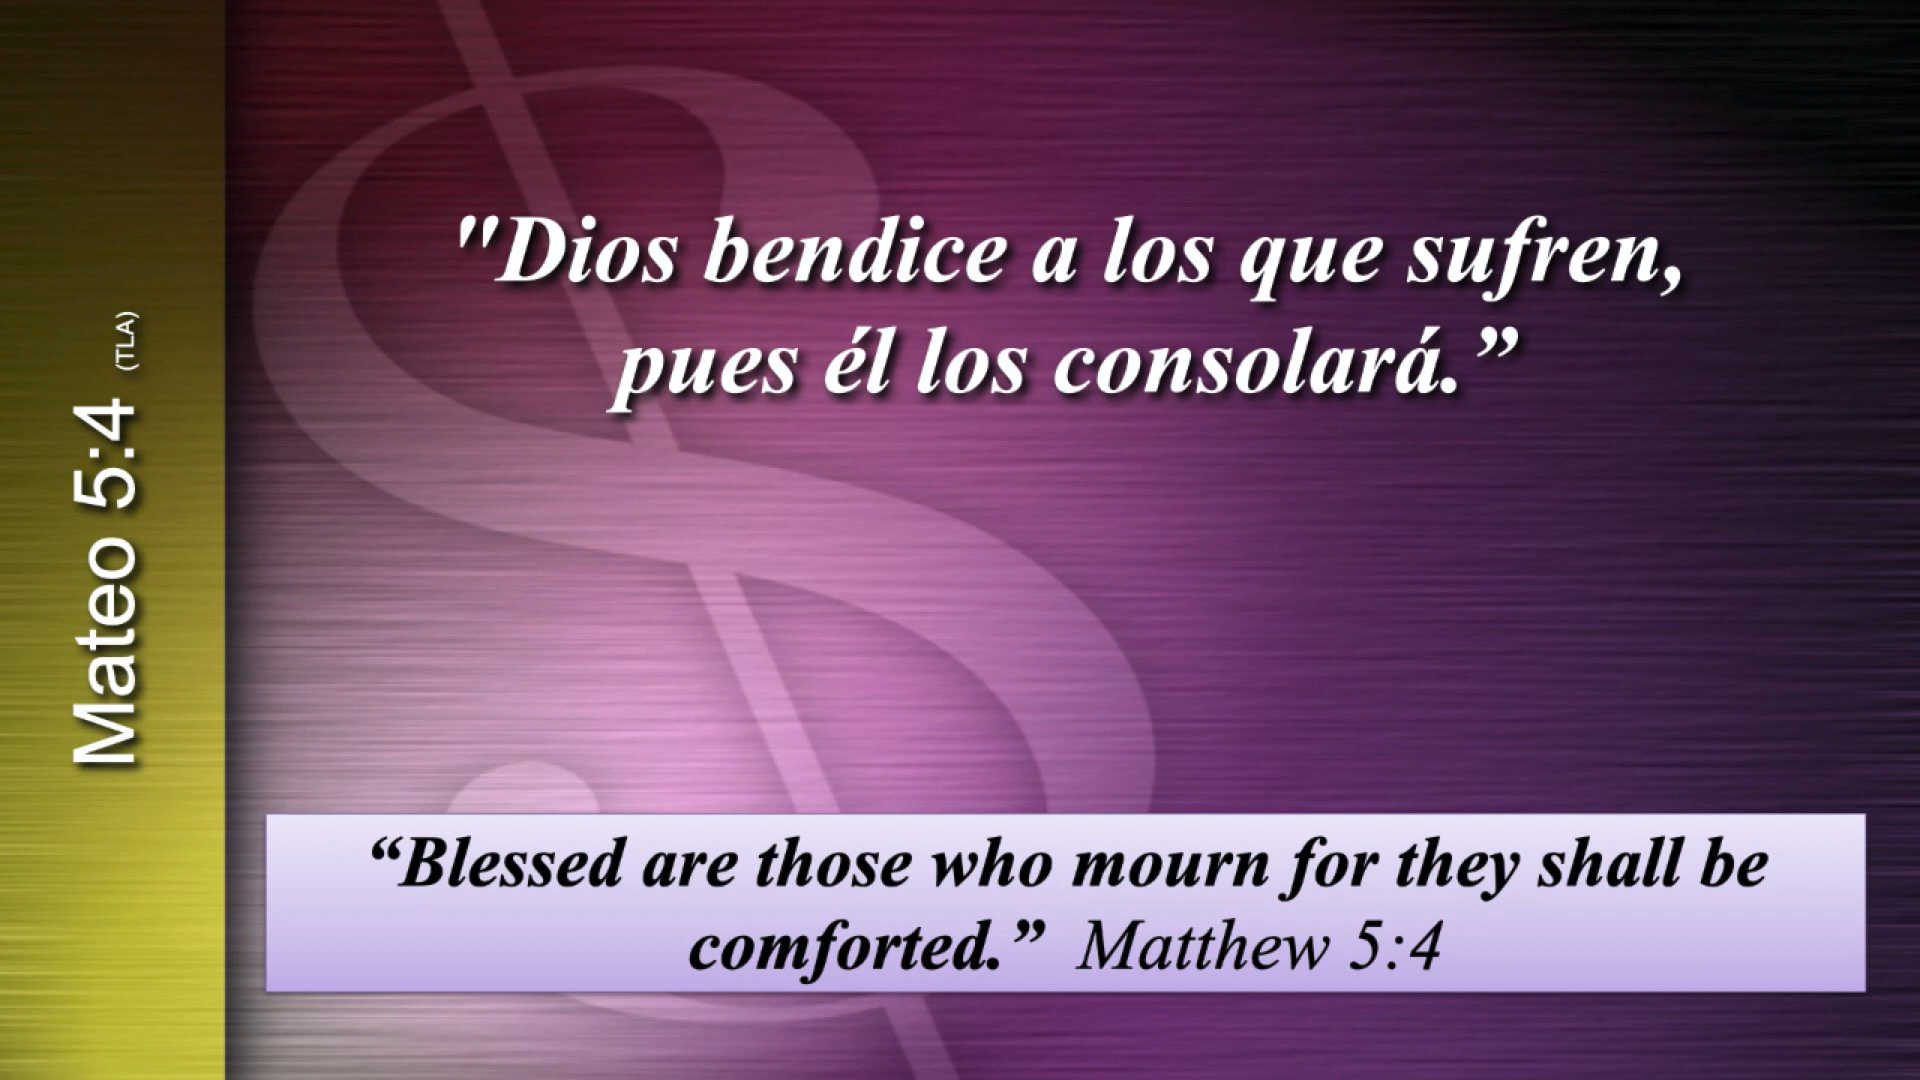 Mateo 5:4 (TLA)
"Dios bendice a los que sufren,
pues él los consolará.”
“Blessed are those who mourn for they shall be
comforted.” Matthew 5:4